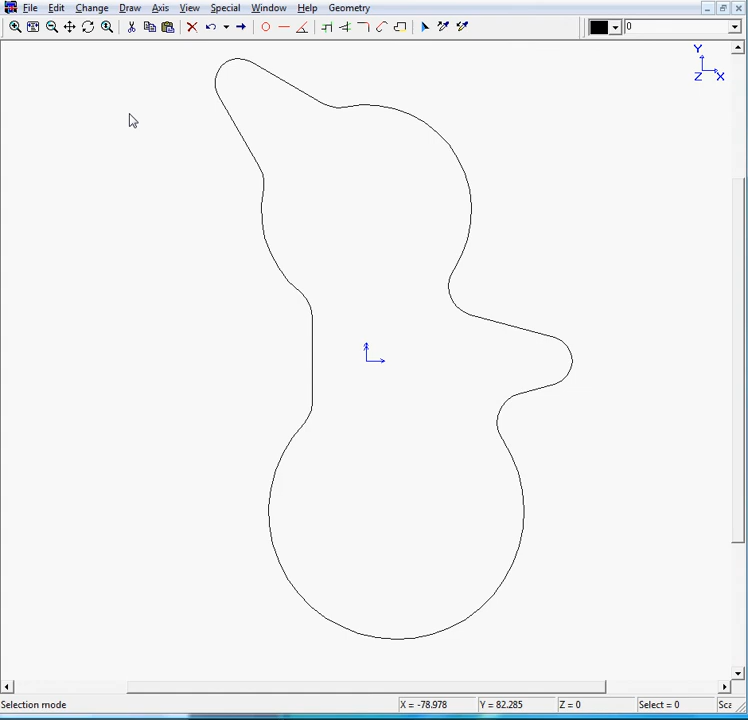 File Edit Change Draw View Axis Special Window Help Geometry
0
Y
Z X
Selection mode X = -78.978 Y = 82.285 Z = 0 Select = 0 Sca